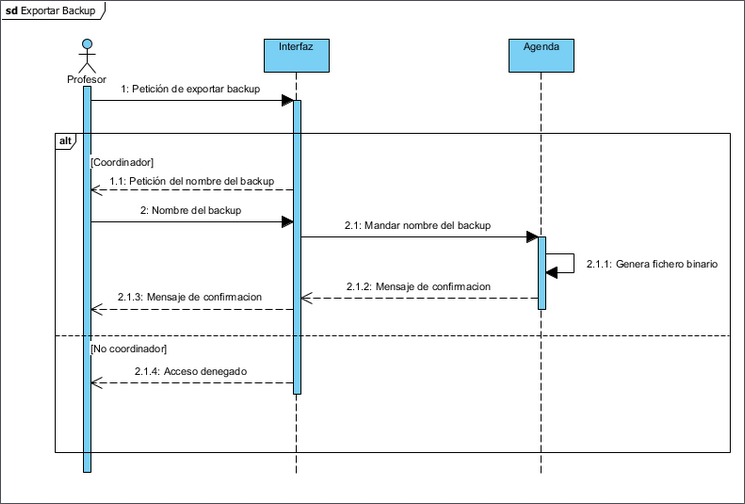 sd Exportar Backup
Interfaz
Agenda
Profesor
1: Petición de exportar backup
alt
[Coordinador]
1.1: Petición del nombre del backup
2: Nombre del backup
2.1: Mandar nombre del backup
2.1.1: Genera fichero binario
2.1.2: Mensaje de confirmacion
2.1.3: Mensaje de confirmacion
[No coordinador]
2.1.4: Acceso denegado